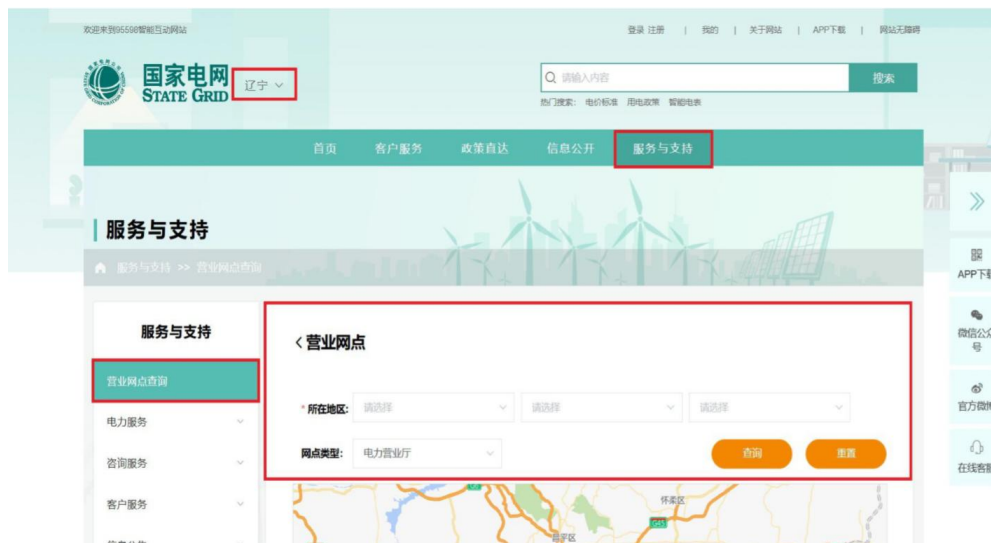 欢迎来到95598智能互动网站
登录 注册 | 我的 | 关于网站 | APP下载 | 网站无障碍
国家电网
STATE GRID
辽宁
请输入内容
搜索
热门搜索: 电价标准 用电政策 智能电表
首页 客户服务 政策直达 信息公开 服务与支持
服务与支持
服务与支持 >> 营业网点查询
APP下载
微信公众号
官方微博
在线客服
服务与支持
营业网点查询
电力服务
咨询服务
客户服务
营业网点
* 所在地区: 请选择 请选择 请选择
网点类型: 电力营业厅 查询 重置
怀柔区
G45
昌平区